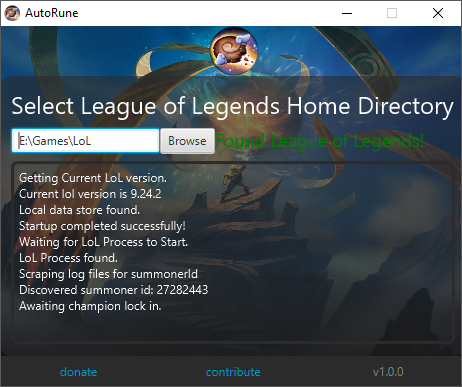 AutoRune
Select League of Legends Home Directory
E:\Games\LoL
Browse
Found League of Legends!
Getting Current LoL version.
Current lol version is 9.24.2
Local data store found.
Startup completed successfully!
Waiting for LoL Process to Start.
LoL Process found.
Scraping log files for summonerId
Discovered summoner id: 27282443
Awaiting champion lock in.
donate
contribute
v1.0.0